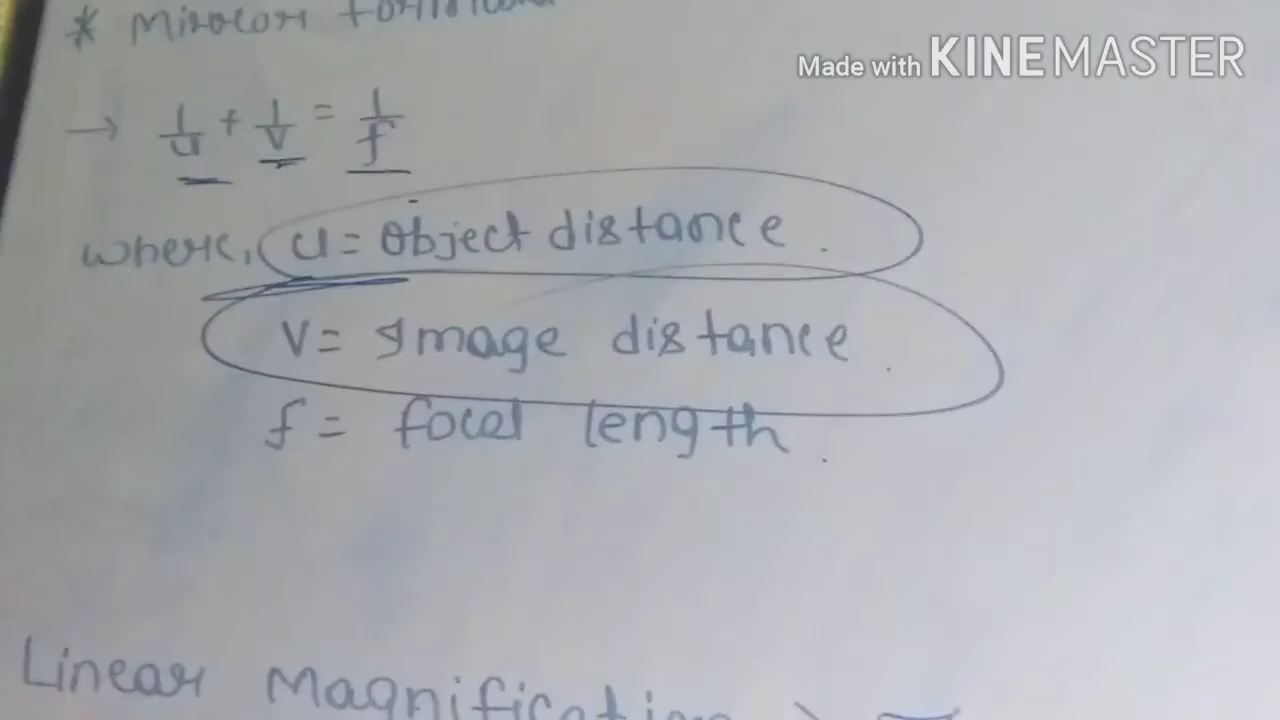 Made with KINEMASTER
* Mirror formula
→ 1/u + 1/v = 1/f
where, u = object distance .
v = Image distance .
f = focal length .
Linear Magnification